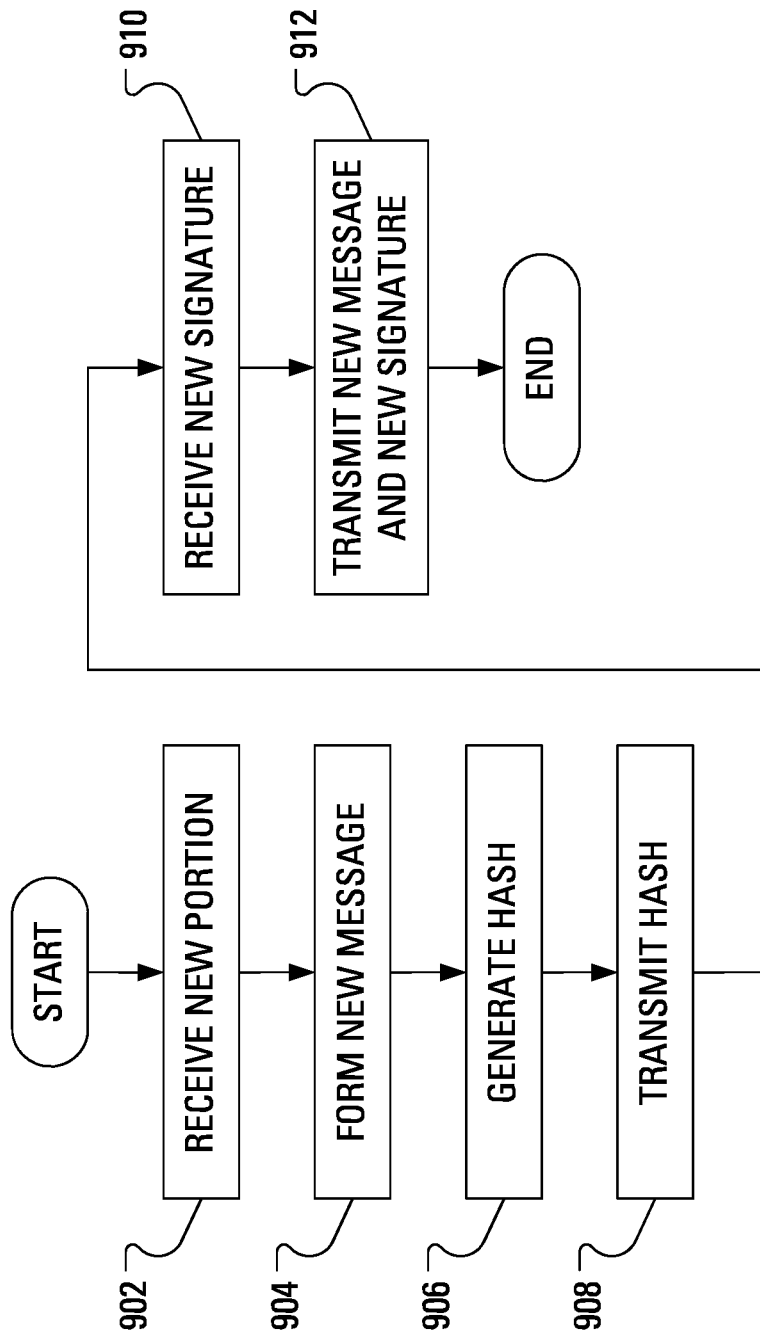 START
902
RECEIVE NEW PORTION
904
FORM NEW MESSAGE
906
GENERATE HASH
908
TRANSMIT HASH
910
RECEIVE NEW SIGNATURE
912
TRANSMIT NEW MESSAGE
AND NEW SIGNATURE
END